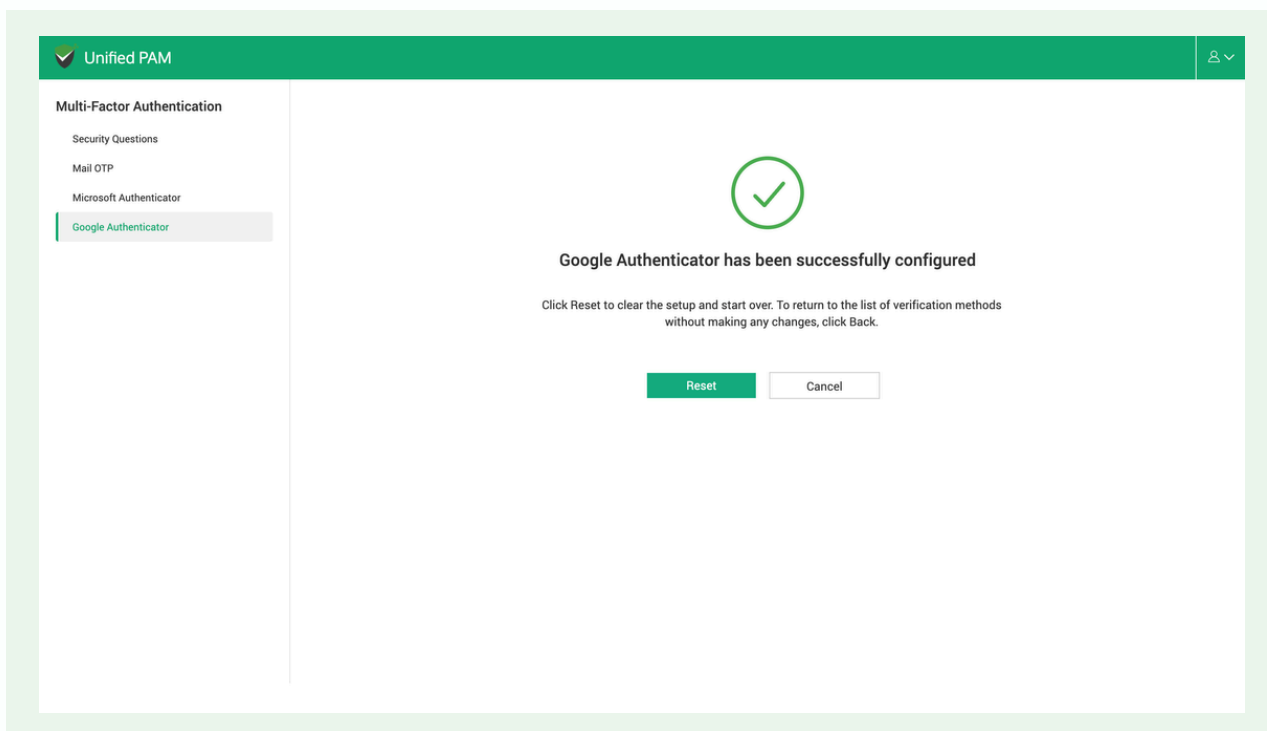 Unified PAM
Multi-Factor Authentication
Security Questions
Mail OTP
Microsoft Authenticator
Google Authenticator
Google Authenticator has been successfully configured
Click Reset to clear the setup and start over. To return to the list of verification methods
without making any changes, click Back.
Reset
Cancel